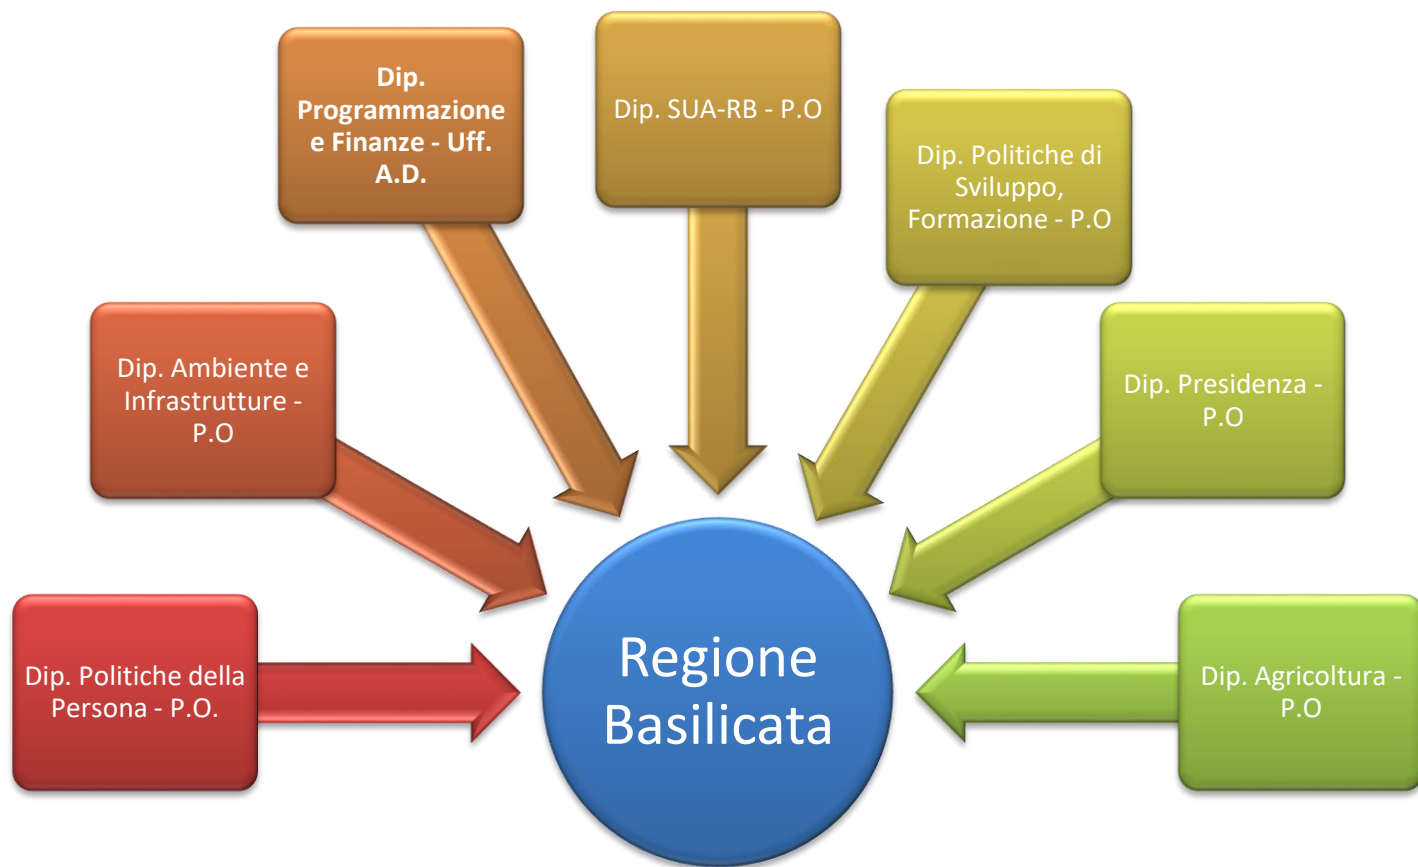 Dip.
Programmazione
e Finanze - Uff.
A.D.
Dip. SUA-RB - P.O
Dip. Politiche di
Sviluppo,
Formazione - P.O
Dip. Ambiente e
Infrastrutture -
P.O
Dip. Presidenza -
P.O
Dip. Politiche della
Persona - P.O.
Regione
Basilicata
Dip. Agricoltura -
P.O